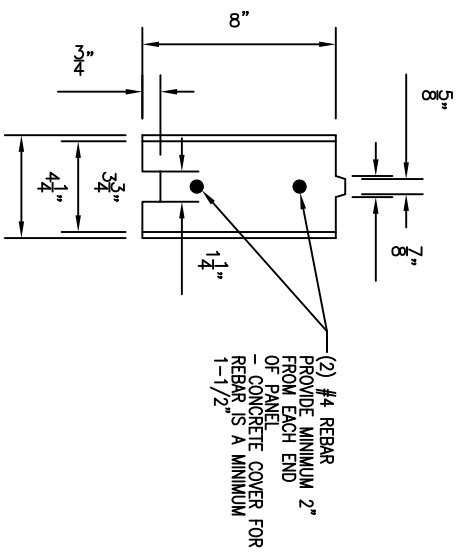 8"
3/4"
5/8"
7/8"
4 1/4"
3 3/4"
1 1/4"
(2) #4 REBAR
PROVIDE MINIMUM 2"
FROM EACH END
OF PANEL
- CONCRETE COVER FOR
REBAR IS A MINIMUM
1-1/2"